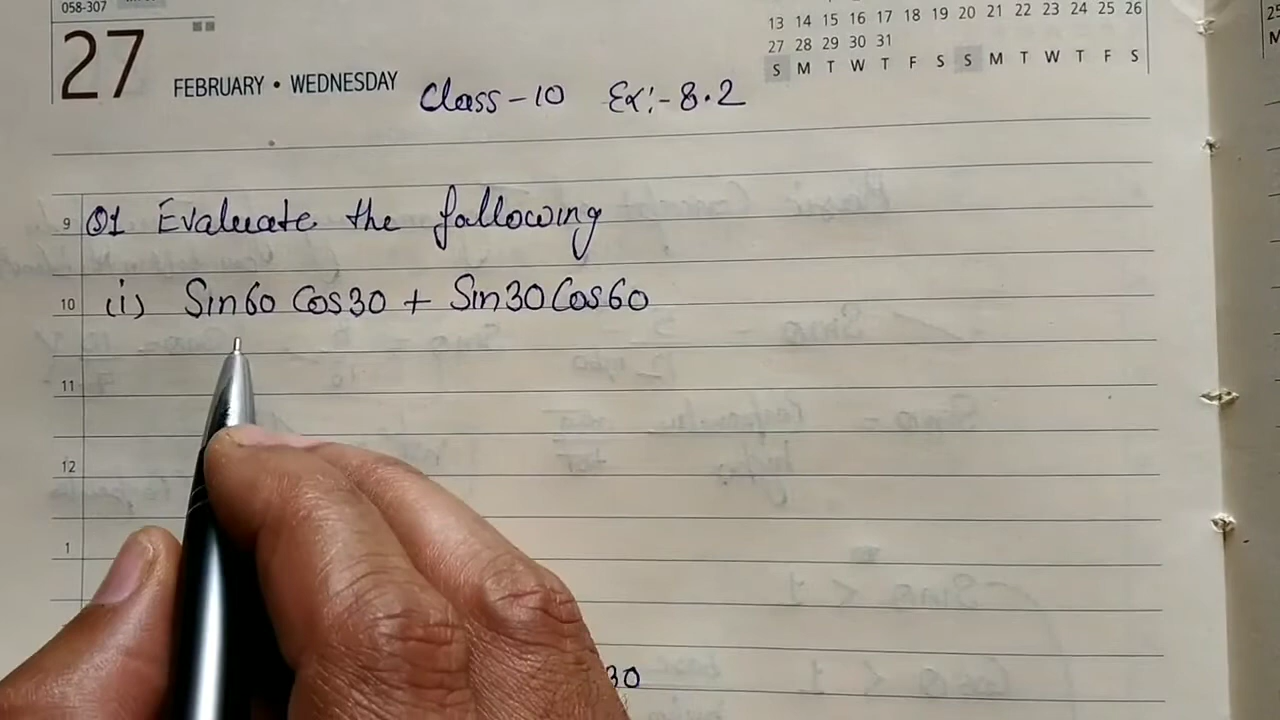 058-307
27
FEBRUARY • WEDNESDAY
13 14 15 16 17 18 19 20 21 22 23 24 25 26
27 28 29 30 31
S M T W T F S S M T W T F S
Class-10 Ex:-8.2
9 Q1 Evaluate the following
10 (i) Sin60 Cos30 + Sin30 Cos60
11
12
1
30
25
M